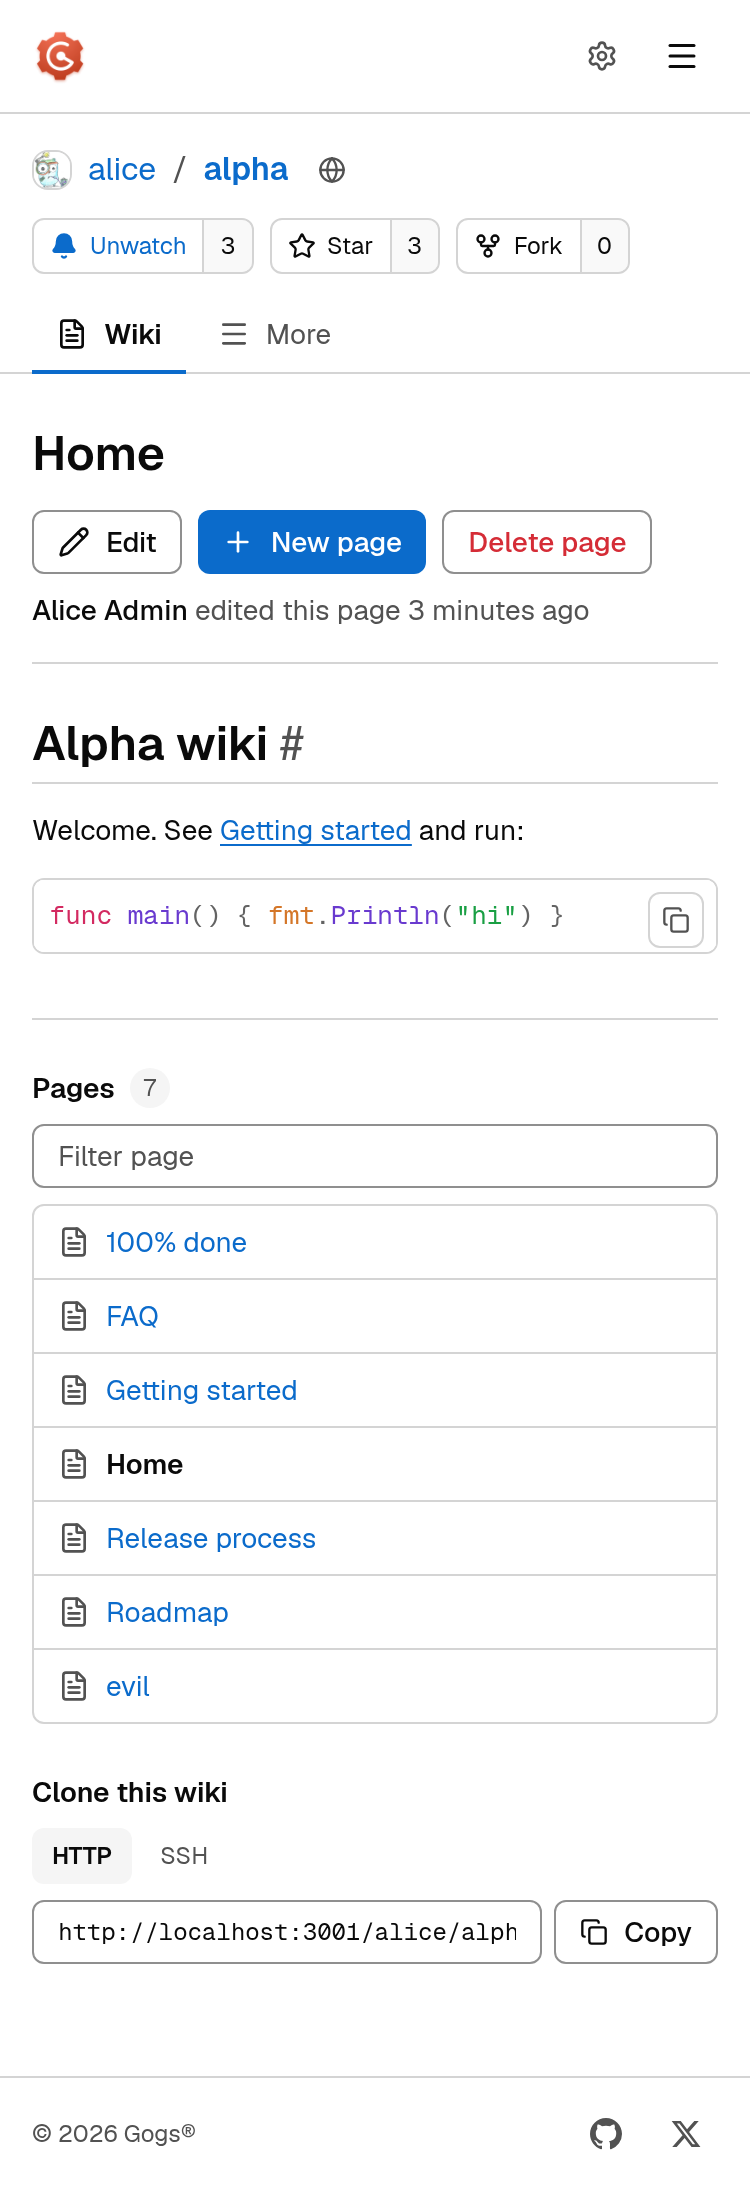 alice / alpha
Unwatch 3 Star 3 Fork 0
Wiki More
Home
Edit New page Delete page
Alice Admin edited this page 3 minutes ago
Alpha wiki #
Welcome. See Getting started and run:
func main() { fmt.Println("hi") }
Pages 7
Filter page
100% done
FAQ
Getting started
Home
Release process
Roadmap
evil
Clone this wiki
HTTP SSH
http://localhost:3001/alice/alph Copy
© 2026 Gogs®